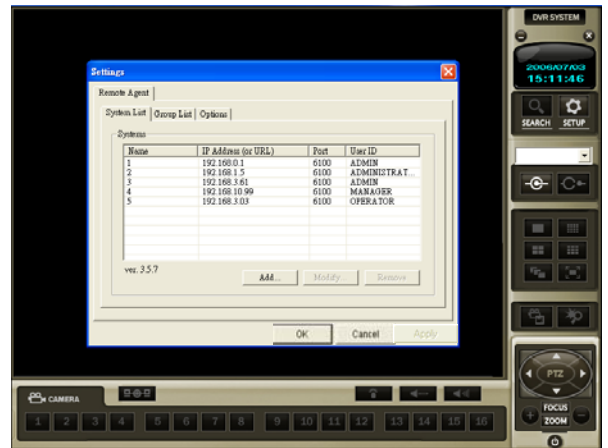 DVR SYSTEM
2006/07/03
15:11:46
SEARCH SETUP
Settings
Remote Agent
System List Group List Options
Systems
Name IP Address (or URL) Port User ID
1 192.168.0.1 6100 ADMIN
2 192.168.1.5 6100 ADMINISTRAT...
3 192.168.3.61 6100 ADMIN
4 192.168.10.99 6100 MANAGER
5 192.168.3.03 6100 OPERATOR
ver. 3.5.7
Add... Modify... Remove
OK Cancel Apply
PTZ
FOCUS
ZOOM
CAMERA
1 2 3 4 5 6 7 8 9 10 11 12 13 14 15 16